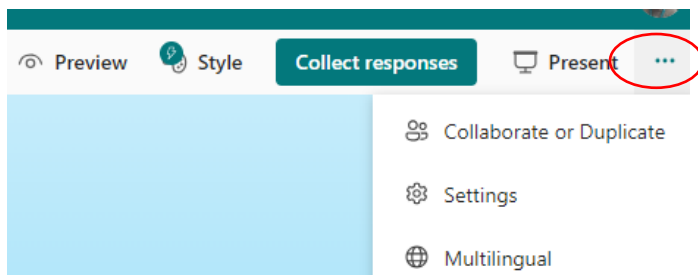 Preview Style Collect responses Present ...
Collaborate or Duplicate
Settings
Multilingual